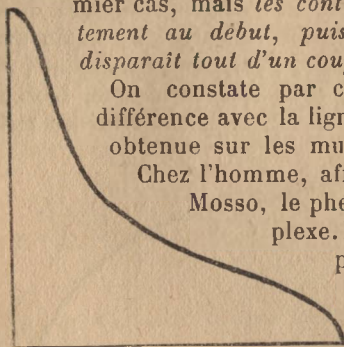 mier cas, mais les cont
tement au début, puis
disparaît tout d'un cou
On constate par c
différence avec la lign
obtenue sur les mu
Chez l'homme, af
Mosso, le phé
plexe.
p